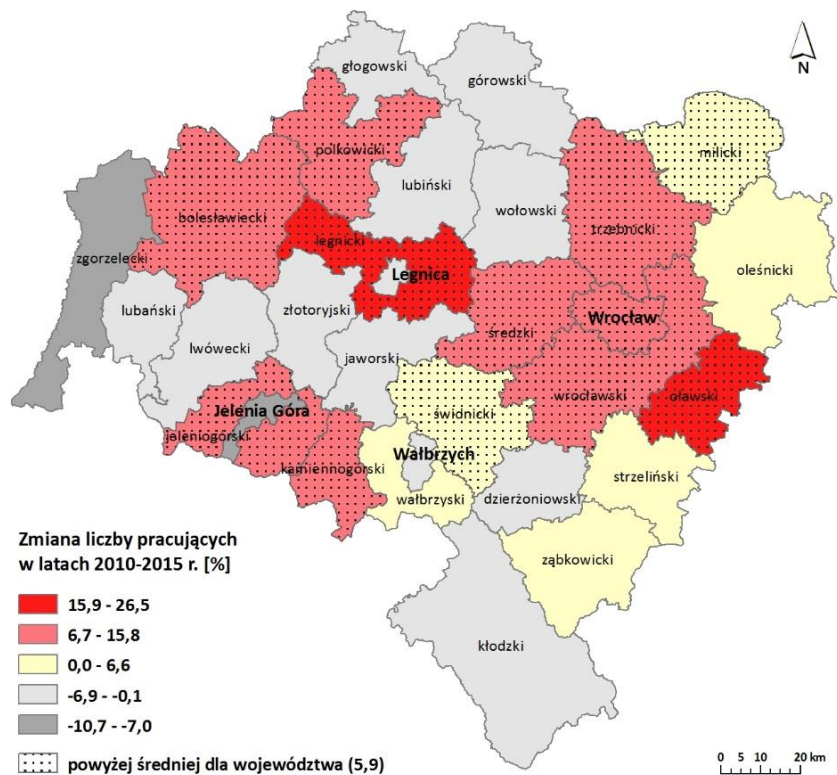 N
głogowski
górowski
polkowicki
milicki
lubiński
wołowski
bolesławiecki
trzebnicki
legnicki
zgorzelecki
oleśnicki
Legnica
lubański
złotoryjski
Wrocław
lwówecki
średzki
jaworski
wrocławski
oławski
Jelenia Góra
świdnicki
jeleniogórski
kamiennogórski
Wałbrzych
strzeliński
wałbrzyski
dzierżoniowski
ząbkowicki
kłodzki
Zmiana liczby pracujących
w latach 2010-2015 r. [%]
15,9 - 26,5
6,7 - 15,8
0,0 - 6,6
-6,9 - -0,1
-10,7 - -7,0
powyżej średniej dla województwa (5,9)
0 5 10 20 km